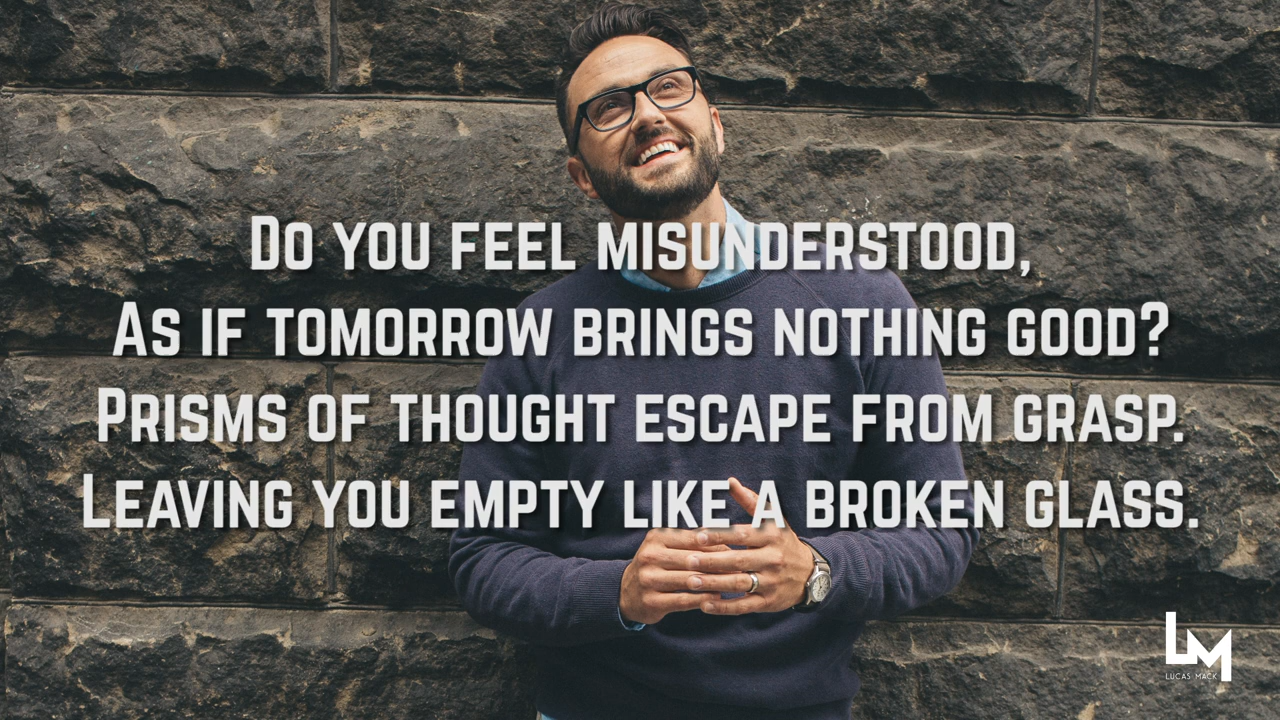 Do you feel misunderstood,
As if tomorrow brings nothing good?
Prisms of thought escape from grasp.
Leaving you empty like a broken glass.
LM
LUCAS MACK